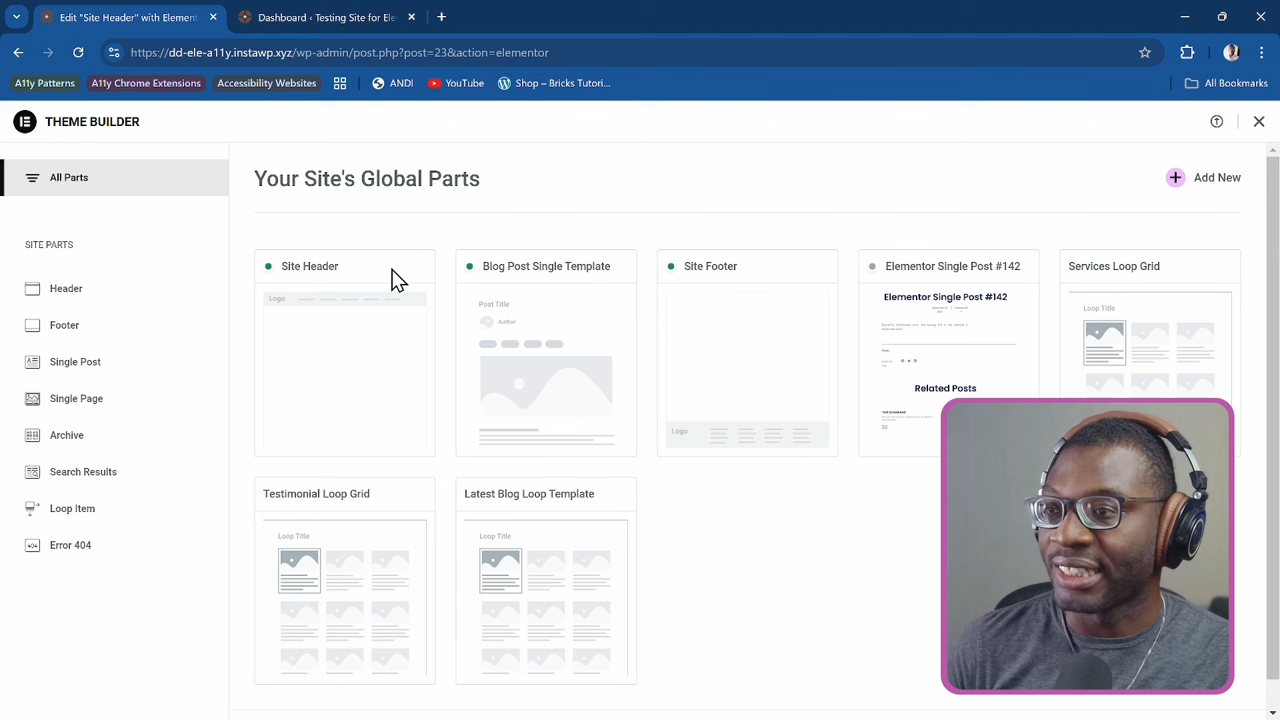 Edit "Site Header" with Element
Dashboard ‹ Testing Site for Ele
https://dd-ele-a11y.instawp.xyz/wp-admin/post.php?post=23&action=elementor
A11y Patterns
A11y Chrome Extensions
Accessibility Websites
ANDI
YouTube
Shop – Bricks Tutori...
All Bookmarks
THEME BUILDER
All Parts
SITE PARTS
Header
Footer
Single Post
Single Page
Archive
Search Results
Loop Item
404
Error 404
Your Site's Global Parts
Add New
Site Header
Logo
Blog Post Single Template
Post Title
Author
Site Footer
Logo
Elementor Single Post #142
Elementor Single Post #142
Related Posts
Services Loop Grid
Loop Title
Testimonial Loop Grid
Loop Title
Latest Blog Loop Template
Loop Title